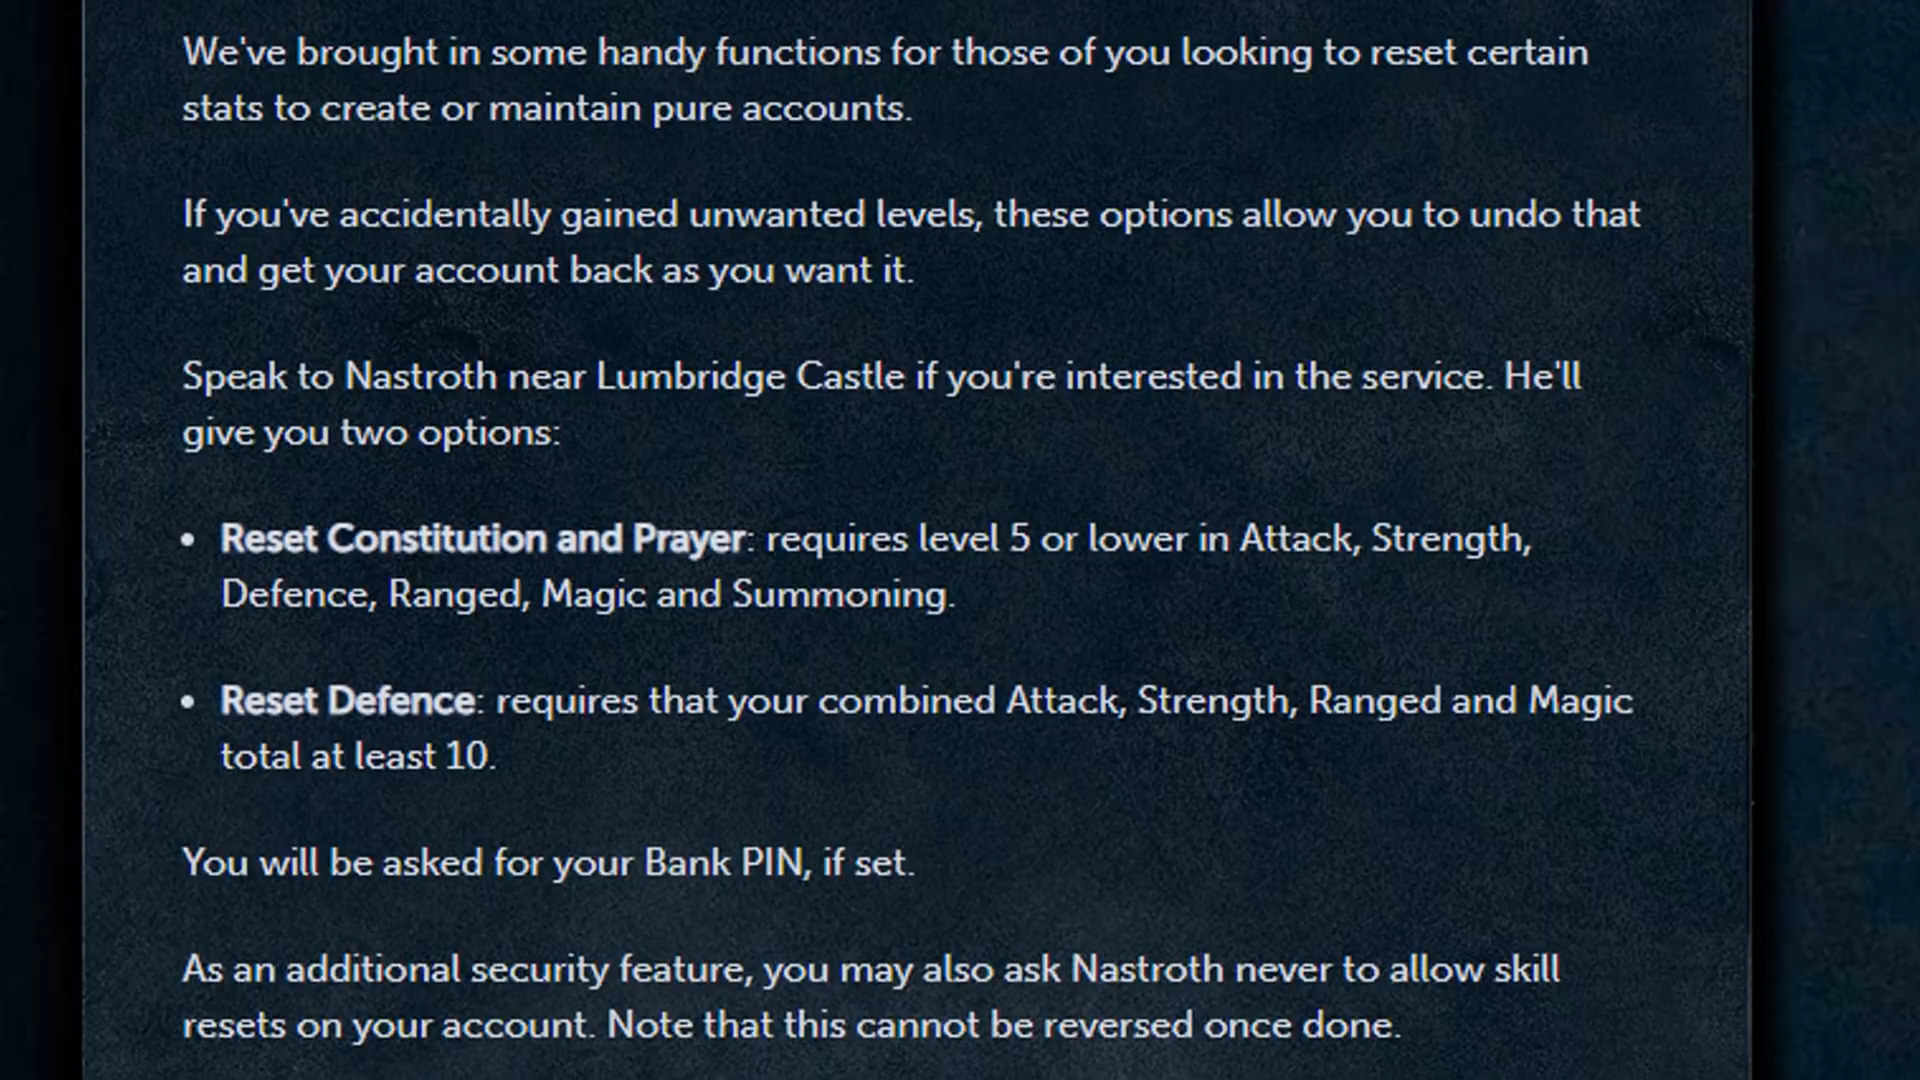 We've brought in some handy functions for those of you looking to reset certain
stats to create or maintain pure accounts.
If you've accidentally gained unwanted levels, these options allow you to undo that
and get your account back as you want it.
Speak to Nastroth near Lumbridge Castle if you're interested in the service. He'll
give you two options:
• Reset Constitution and Prayer: requires level 5 or lower in Attack, Strength,
Defence, Ranged, Magic and Summoning.
• Reset Defence: requires that your combined Attack, Strength, Ranged and Magic
total at least 10.
You will be asked for your Bank PIN, if set.
As an additional security feature, you may also ask Nastroth never to allow skill
resets on your account. Note that this cannot be reversed once done.